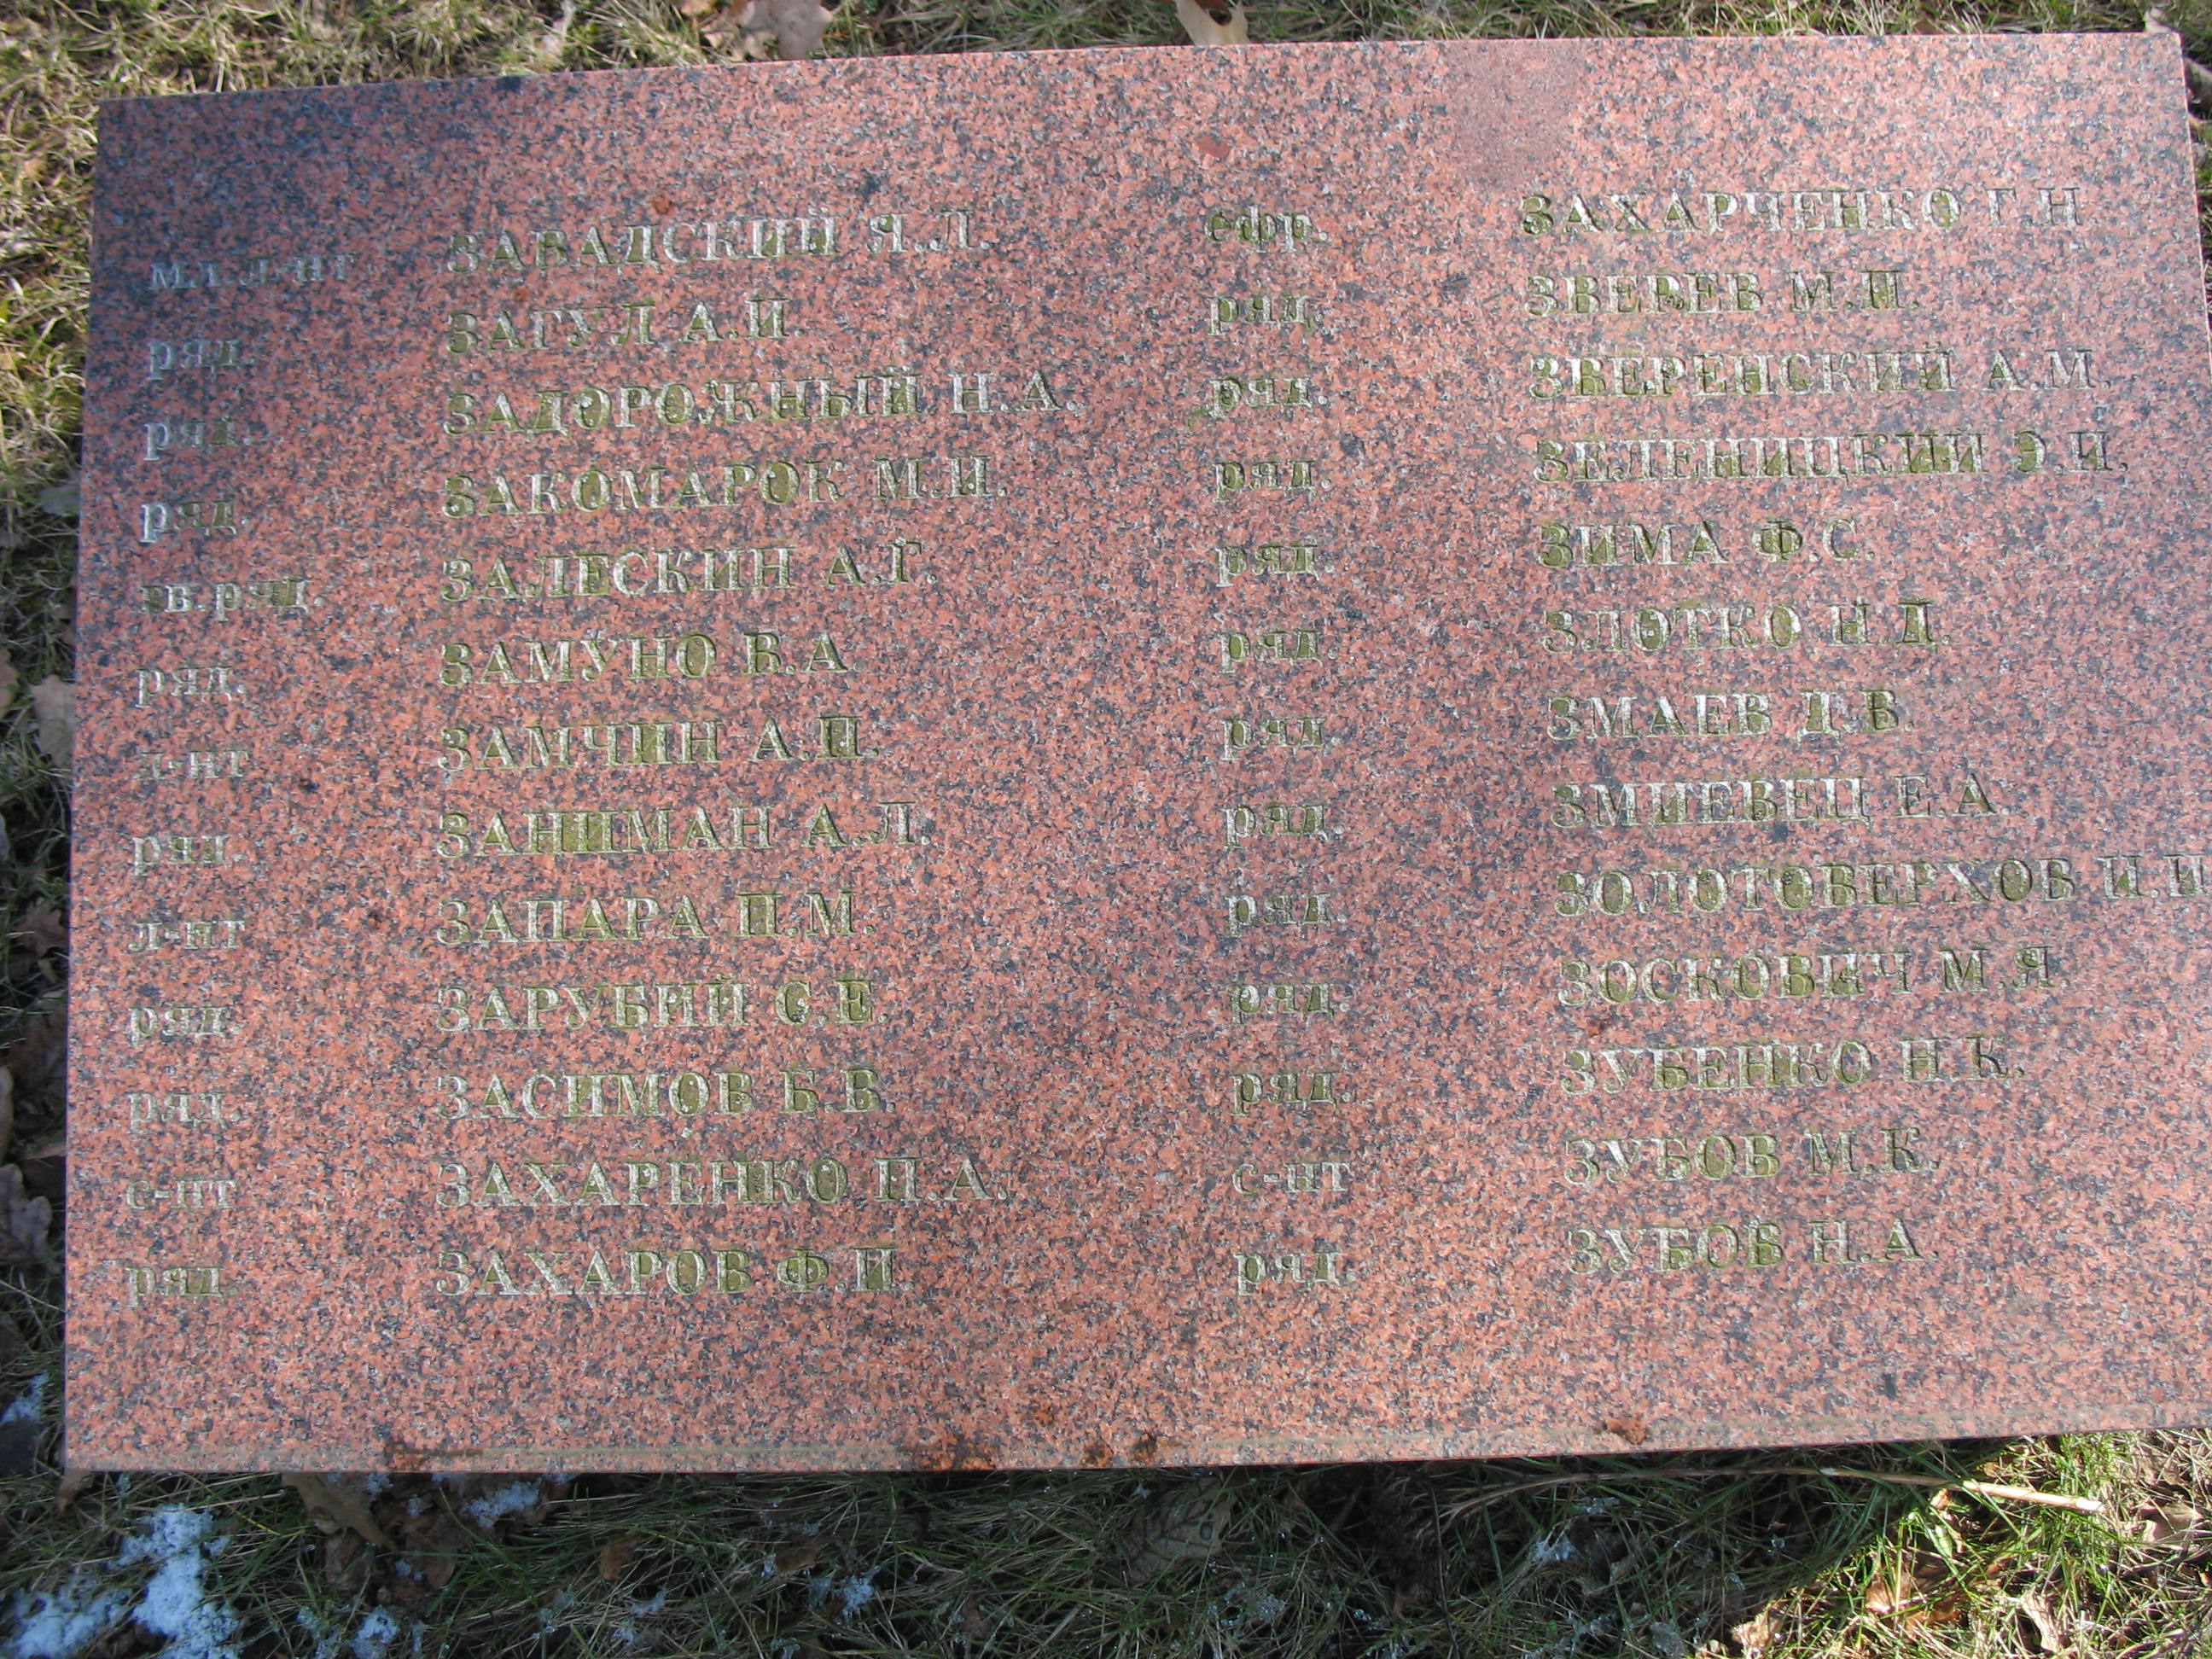 мл.л-нт ЗАВАДСКИЙ Я.Л.
ряд. ЗАГУЛ А.И.
ряд. ЗАДОРОЖНЫЙ Н.А.
ряд. ЗАКОМАРОК М.И.
гв.ряд. ЗАЛЕСКИН А.Г.
ряд. ЗАМУНО В.А.
л-нт ЗАМЧИН А.П.
ряд. ЗАНИМАН А.Л.
л-нт ЗАПАРА П.М.
ряд. ЗАРУБИЙ С.Е.
ряд. ЗАСИМОВ Б.В.
с-нт ЗАХАРЕНКО П.А.
ряд. ЗАХАРОВ Ф.И.
ефр. ЗАХАРЧЕНКО Г.Н
ряд. ЗВЕРЕВ М.П.
ряд. ЗВЕРЕНСКИЙ А.М.
ряд. ЗЕЛЕНИЦКИЙ Э.И.
ряд. ЗИМА Ф.С.
ряд. ЗЛОТКО Н.Д.
ряд. ЗМАЕВ Д.В.
ряд. ЗМИЕВЕЦ Е.А.
ряд. ЗОЛОТОВЕРХОВ И.И
ряд. ЗОСКОВИЧ М.Я.
ряд. ЗУБЕНКО Н.К.
с-нт ЗУБОВ М.К.
ряд. ЗУБОВ Н.А.